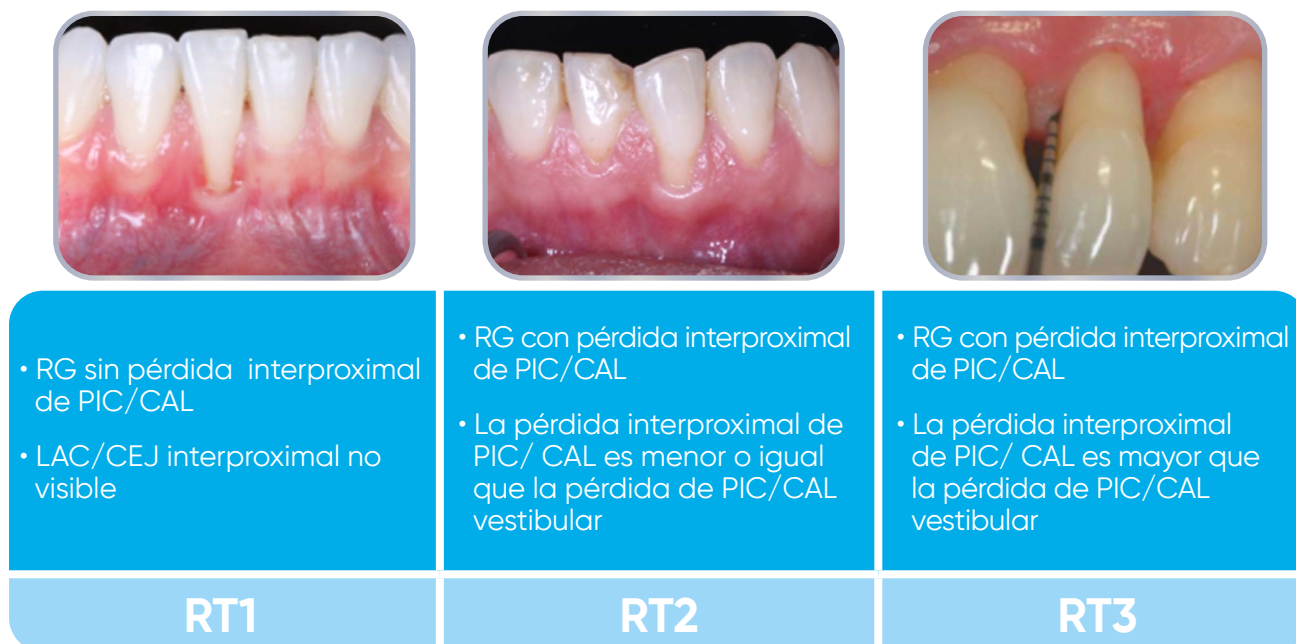 • RG sin pérdida interproximal
de PIC/CAL
• LAC/CEJ interproximal no
visible
RT1
• RG con pérdida interproximal
de PIC/CAL
• La pérdida interproximal de
PIC/ CAL es menor o igual
que la pérdida de PIC/CAL
vestibular
RT2
• RG con pérdida interproximal
de PIC/CAL
• La pérdida interproximal
de PIC/ CAL es mayor que
la pérdida de PIC/CAL
vestibular
RT3